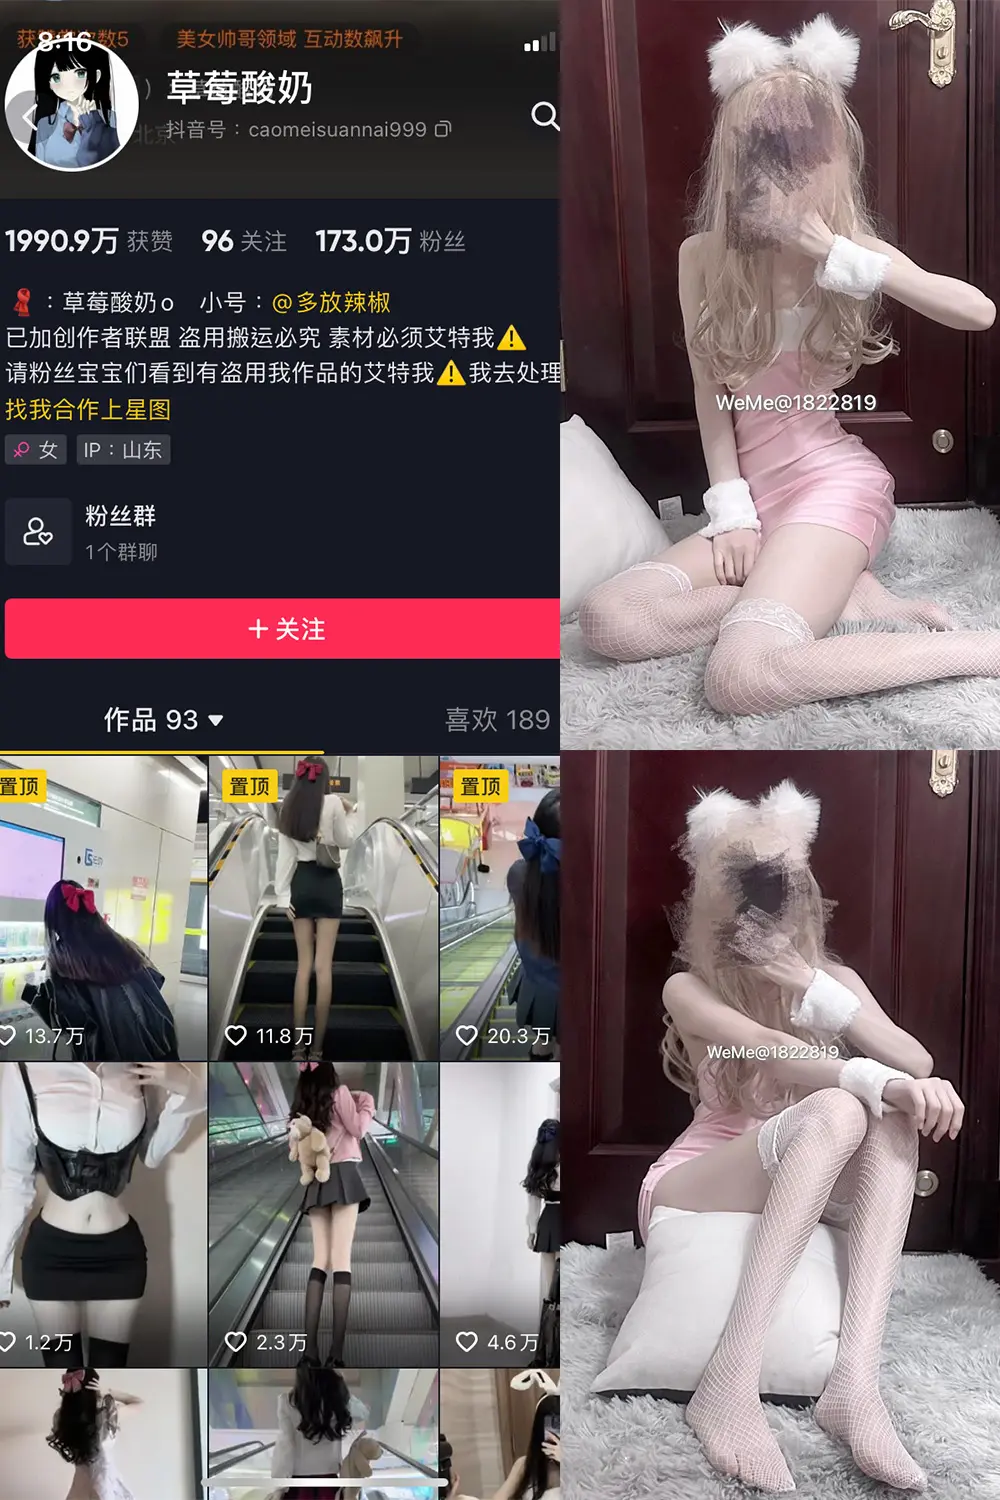 获赞总次数5
美女帅哥领域 互动数飙升
8:16
草莓酸奶
抖音号：caomeisuannai999
1990.9万 获赞 96 关注 173.0万 粉丝
：草莓酸奶o 小号：@多放辣椒
已加创作者联盟 盗用搬运必究 素材必须艾特我⚠️
请粉丝宝宝们看到有盗用我作品的艾特我⚠️我去处理
找我合作上星图
女 IP：山东
粉丝群
1个群聊
+ 关注
作品 93 喜欢 189
置顶 置顶 置顶
13.7万 11.8万 20.3万
1.2万 2.3万 4.6万
WeMe@1822819
WeMe@1822819